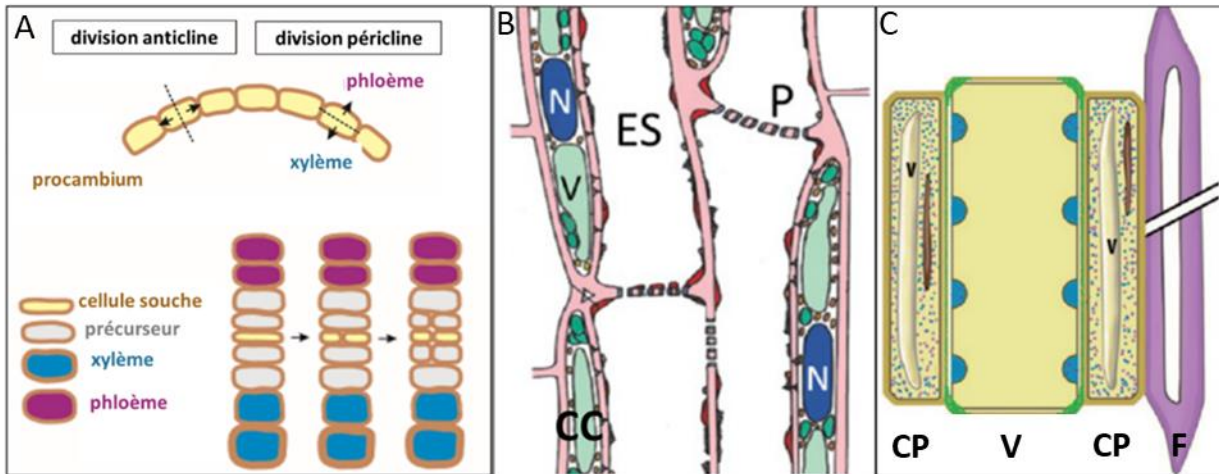 A
division anticline
division péricline
phloème
xylème
procambium
cellule souche
précurseur
xylème
phloème
B
N
ES
P
V
N
CC
C
V
V
CP
V
CP
F